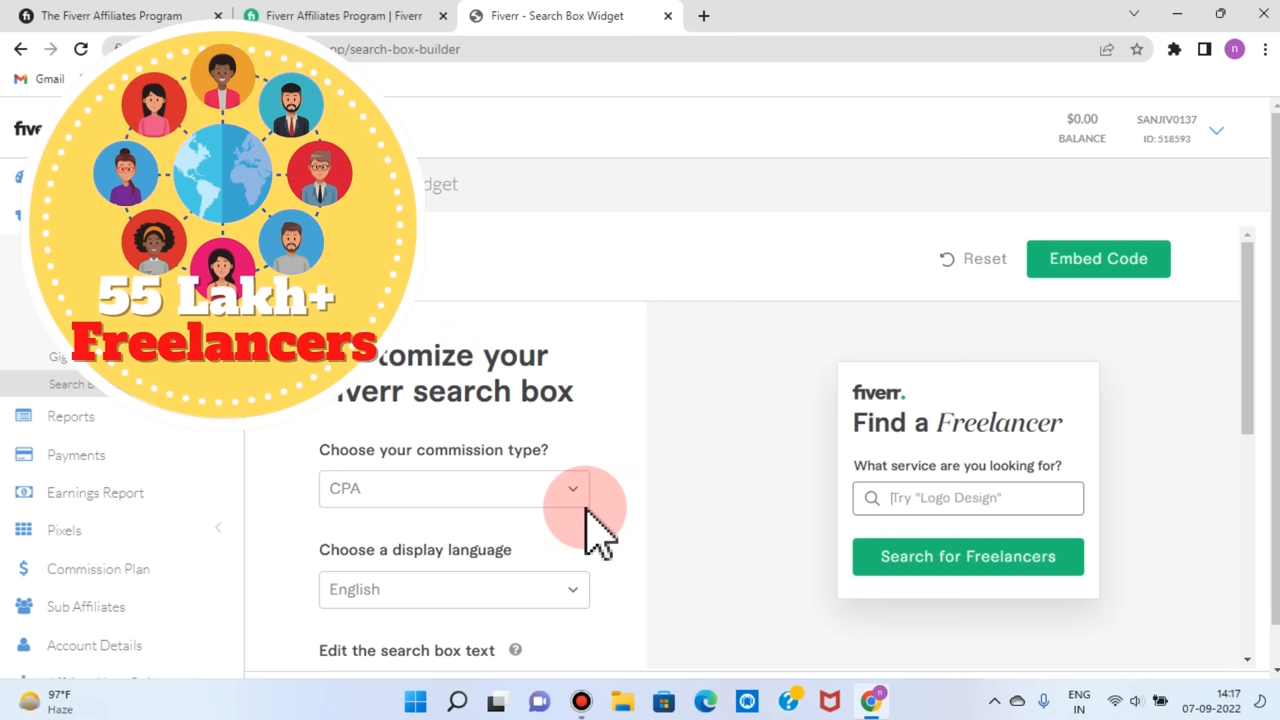 The Fiverr Affiliates Program
Fiverr Affiliates Program | Fiverr
Fiverr - Search Box Widget
/search-box-builder
n
Gmail
$0.00
BALANCE
SANJIV0137
ID: 518593
55 Lakh+
Freelancers
Reset
Embed Code
Reports
Payments
Earnings Report
Pixels
Commission Plan
Sub Affiliates
Account Details
search box
Choose your commission type?
CPA
Choose a display language
English
Edit the search box text
fiverr.
Find a Freelancer
What service are you looking for?
Try "Logo Design"
Search for Freelancers
97°F
Haze
ENG
IN
14:17
07-09-2022